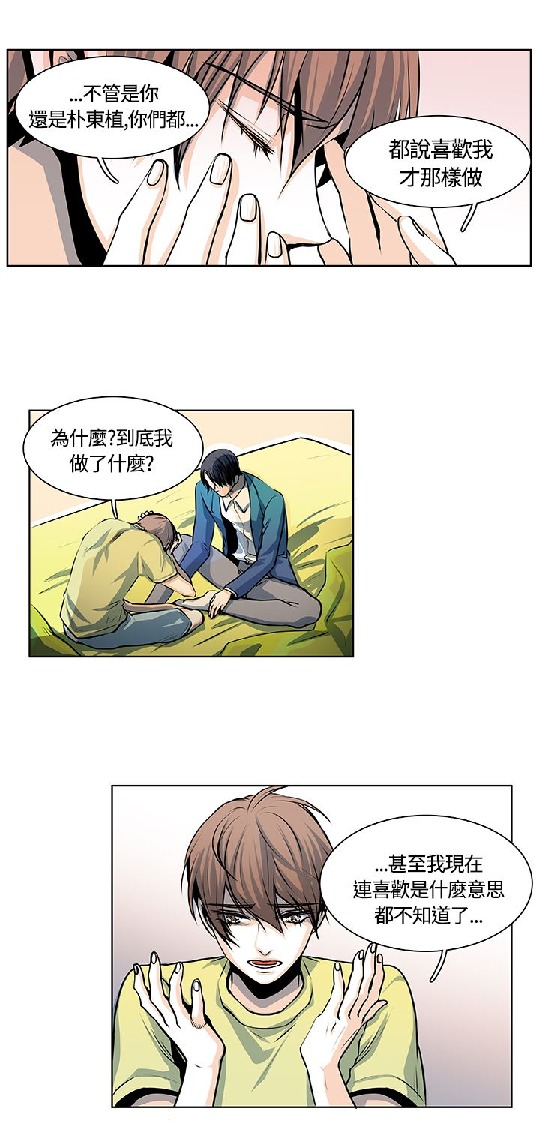 ...不管是你
還是朴東植,你們都...
都說喜歡我
才那樣做
為什麼?到底我
做了什麼?
...甚至我現在
連喜歡是什麼意思
都不知道了...